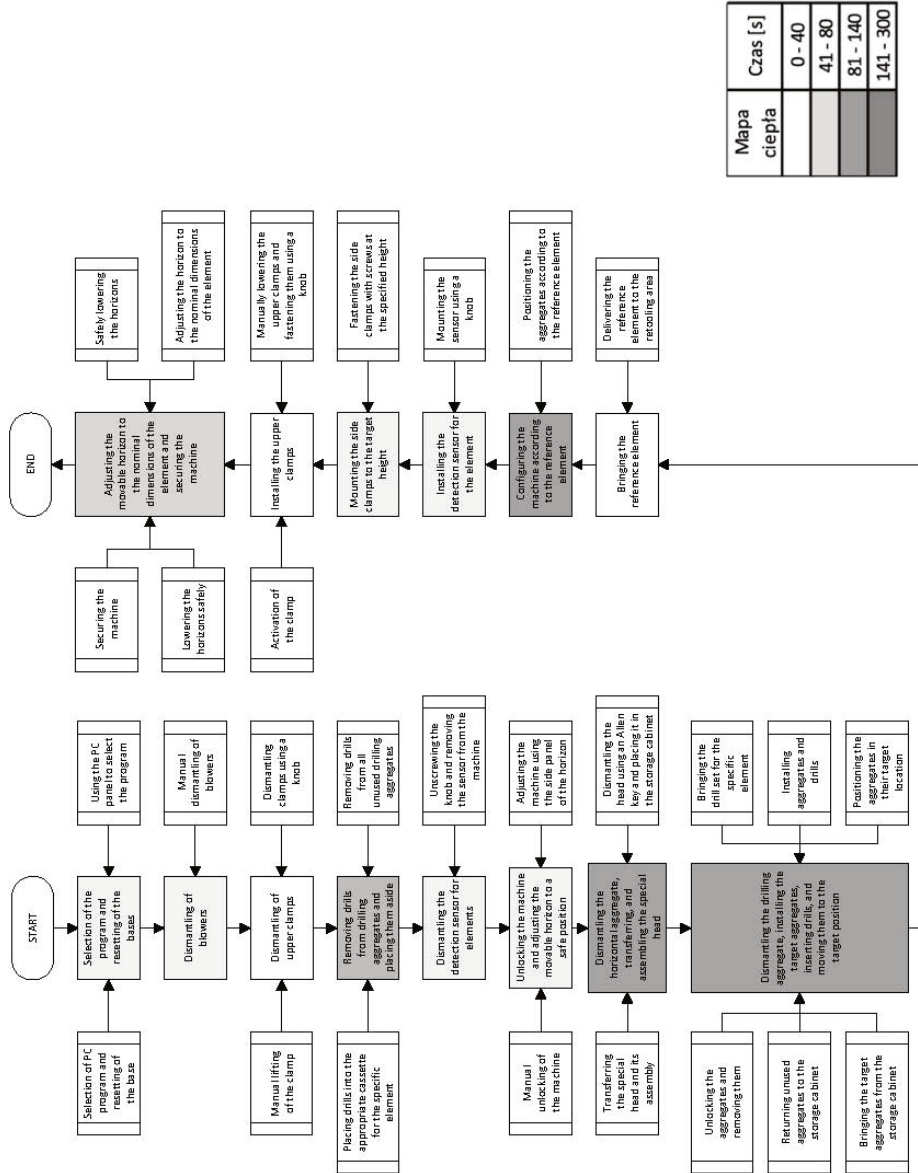 START
Selection of PC
program and
resetting of
the base
Selection of the
program and
resetting of the
bases
Using the PC
panel to select
the program
Dismantling of
blowers
Manual
dismantling of
blowers
Manual lifting
of the clamp
Dismantling of
upper clamps
Dismantling
clamps using a
knob
Placing drills into the
appropriate cassette
for the specific
element
Removing drills
from drilling
aggregates and
placing them aside
Removing drills
from all
unused drilling
aggregates
Dismantling the
detection sensor for
elements
Unscrewing the
knob and removing
the sensor from the
machine
Manual
unlocking of
the machine
Unlocking the machine
and adjusting the
movable horizon to a
safe position
Adjusting the
machine using
the side panel
of the horizon
Transferring
the special
head and its
assembly
Dismantling the
horizontal aggregate,
transferring, and
assembling the special
head
Dismantling the
head using an Allen
key and placing it in
the storage cabinet
Unlocking the
aggregates and
removing them
Returning unused
aggregates to the
storage cabinet
Bringing the target
aggregates from the
storage cabinet
Dismantling the drilling
aggregate, installing the
target aggregates,
inserting drills, and
moving them to the
target position
Bringing the
drill set for the
specific
element
Installing
aggregates and
drills
Positioning the
aggregates in
their target
location
END
Securing the
machine
Lowering the
horizons safely
Adjusting the
movable horizon to
the nominal
dimensions of the
element and
securing the
machine
Safely lowering
the horizons
Adjusting the horizon to
the nominal dimensions
of the element
Activation of
the clamp
Installing the upper
clamps
Manually lowering the
upper clamps and
fastening them using a
knob
Mounting the side
clamps to the target
height
Fastening the side
clamps with screws at
the specified height
Installing the
detection sensor for
the element
Mounting the
sensor using a
knob
Configuring the
machine according
to the reference
element
Positioning the
aggregates according to
the reference element
Bringing the
reference element
Delivering the
reference
element to the
retooling area
Mapa
ciepła
Czas [s]
0 - 40
41 - 80
81 - 140
141 - 300